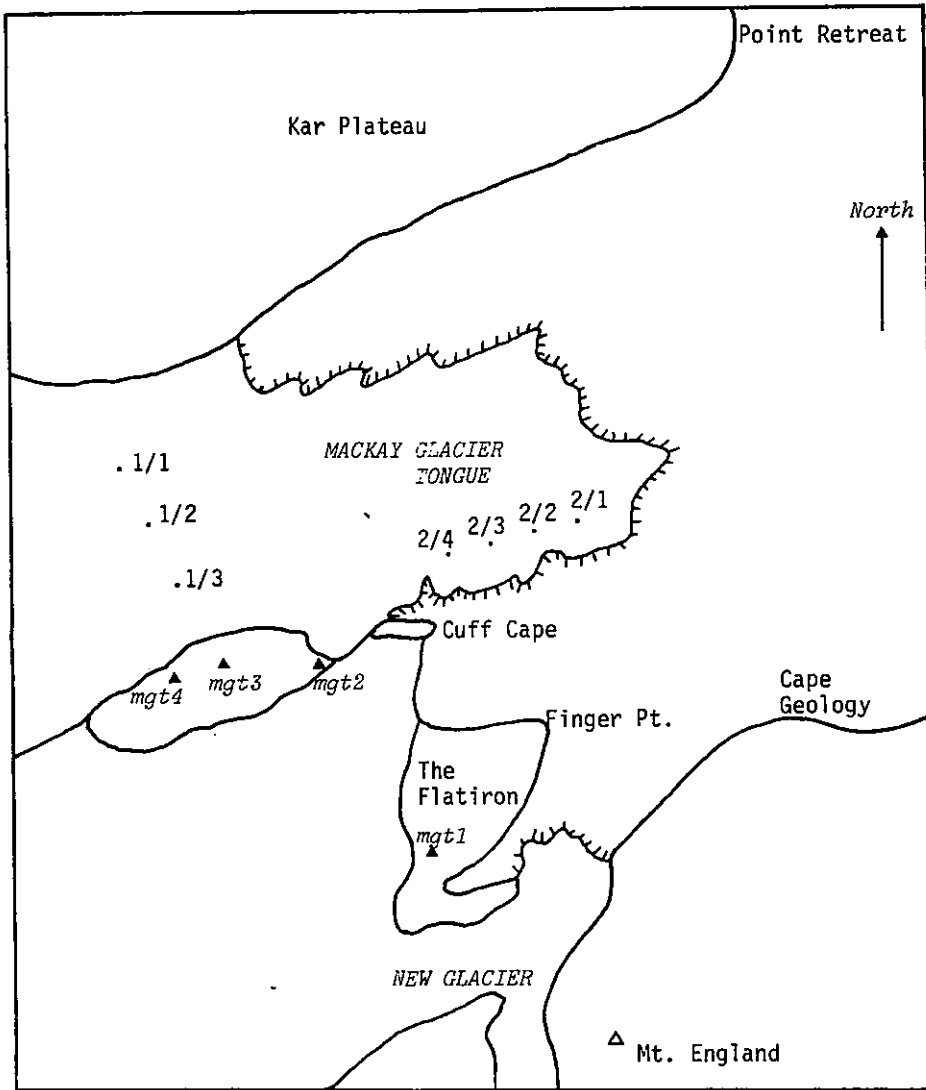 Point Retreat
Kar Plateau
North
MACKAY GLACIER
TONGUE
1/1
1/2
2/1
2/2
2/3
2/4
1/3
Cuff Cape
mgt4
mgt3
mgt2
Cape
Geology
Finger Pt.
The
Flatiron
mgt1
NEW GLACIER
Mt. England